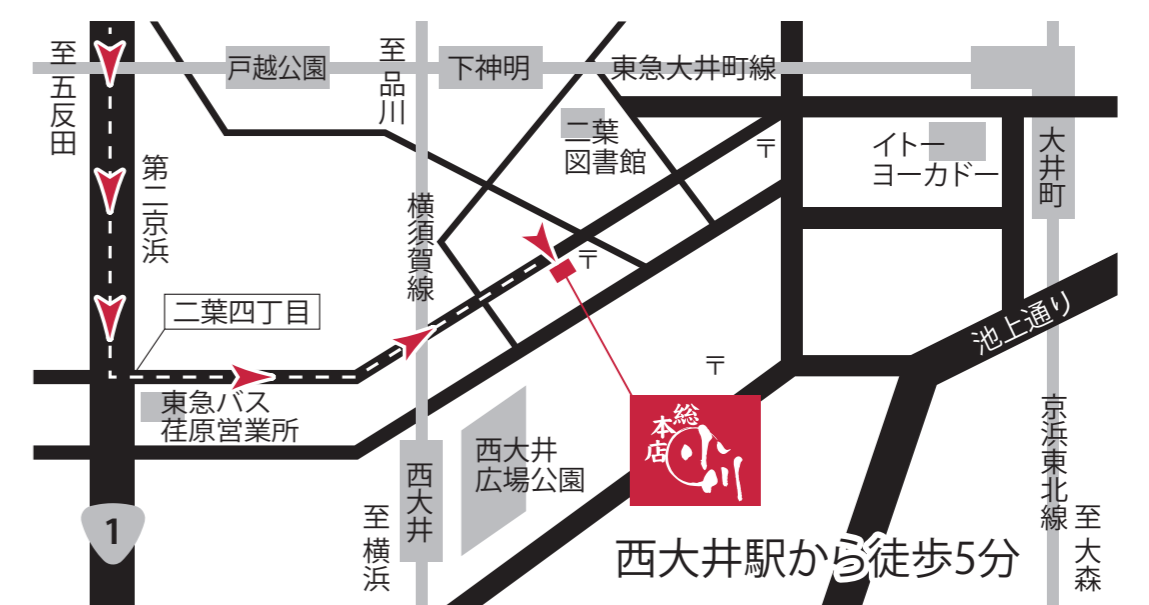 至五反田
戸越公園
至品川
下神明
東急大井町線
第二京浜
二葉
図書館
〒
イトー
ヨーカドー
大井町
横須賀線
〒
二葉四丁目
池上通り
〒
東急バス
荏原営業所
総本店
小川
西大井
広場公園
西大井
京浜東北線
1
至横浜
西大井駅から徒歩5分
至大森